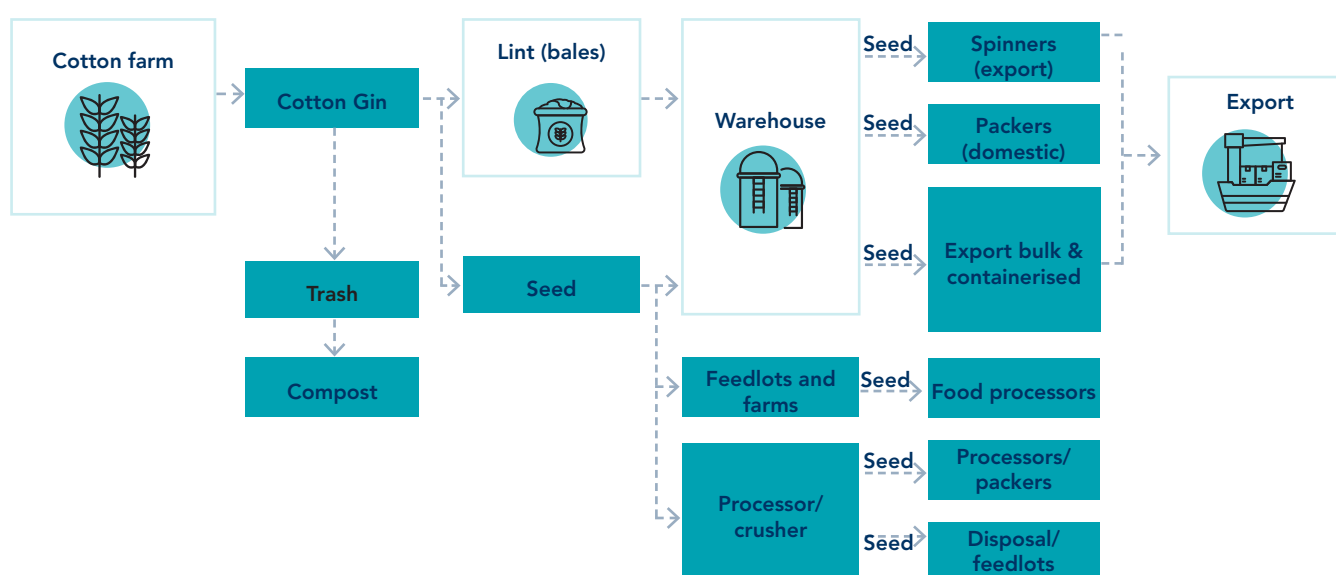 Cotton farm
Cotton Gin
Trash
Compost
Lint (bales)
Seed
Warehouse
Feedlots and
farms
Processor/
crusher
Seed
Spinners
(export)
Seed
Packers
(domestic)
Seed
Export bulk &
containerised
Seed
Food processors
Seed
Processors/
packers
Seed
Disposal/
feedlots
Export